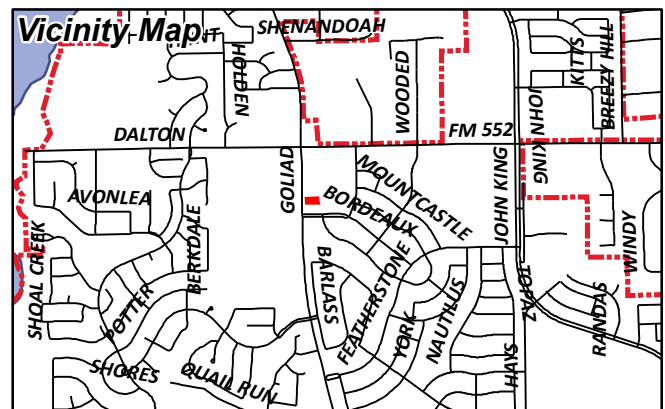 Vicinity Map
SHENANDOAH
HOLDEN
WOODED
KITTS
BREEZY HILL
DALTON
FM 552
JOHN KING
AVONLEA
GOLIAD
MOUNTCASTLE
BORDEAUX
JOHN KING
BERKDALE
SHOAL CREEK
BARLASS
FEATHERSTONE
WINDY
TOPAZ
POTTER
YORK
NAUTILUS
RANDAS
SHORES
QUAIL RUN
HAYS